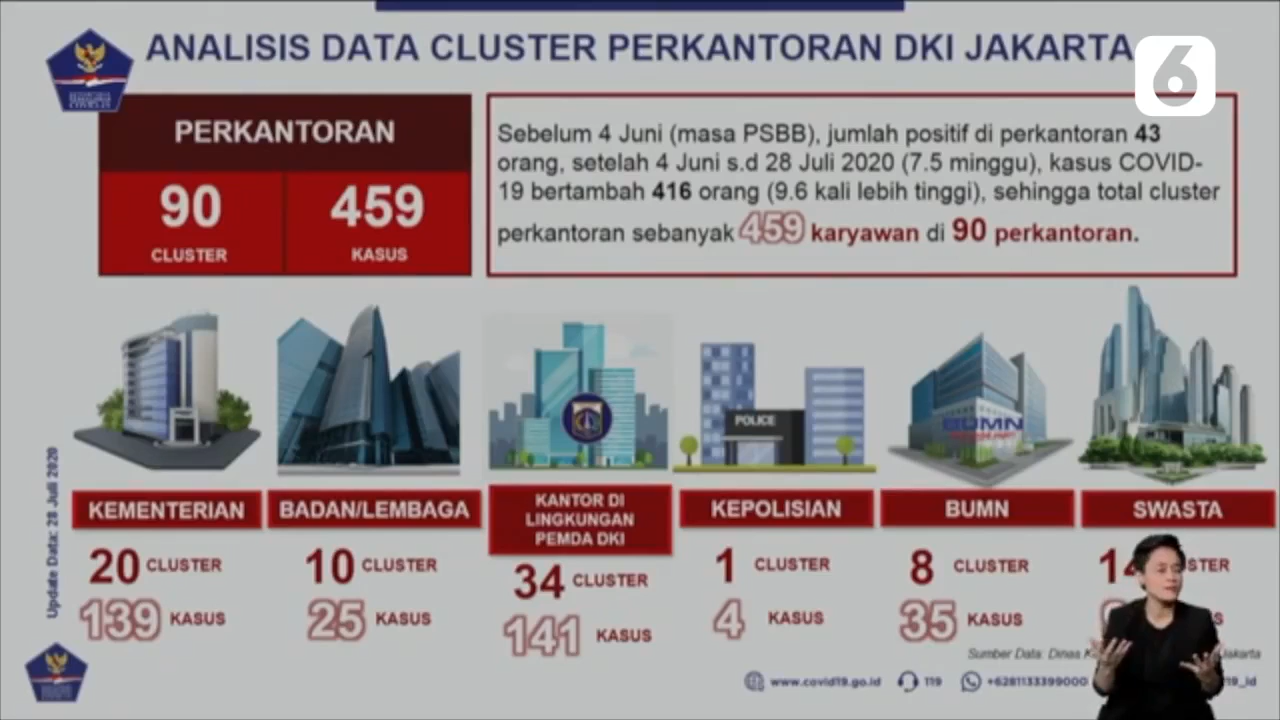 ANALISIS DATA CLUSTER PERKANTORAN DKI JAKARTA
6
PERKANTORAN
90
CLUSTER
459
KASUS
Sebelum 4 Juni (masa PSBB), jumlah positif di perkantoran 43
orang, setelah 4 Juni s.d 28 Juli 2020 (7.5 minggu), kasus COVID-
19 bertambah 416 orang (9.6 kali lebih tinggi), sehingga total cluster
perkantoran sebanyak 459 karyawan di 90 perkantoran.
POLICE
BUMN
Update Data: 28 Juli 2020
KEMENTERIAN
20 CLUSTER
139 KASUS
BADAN/LEMBAGA
10 CLUSTER
25 KASUS
KANTOR DI
LINGKUNGAN
PEMDA DKI
34 CLUSTER
141 KASUS
KEPOLISIAN
1 CLUSTER
4 KASUS
BUMN
8 CLUSTER
35 KASUS
SWASTA
Sumber Data: Dinas
www.covid19.go.id
119
+6281133399000